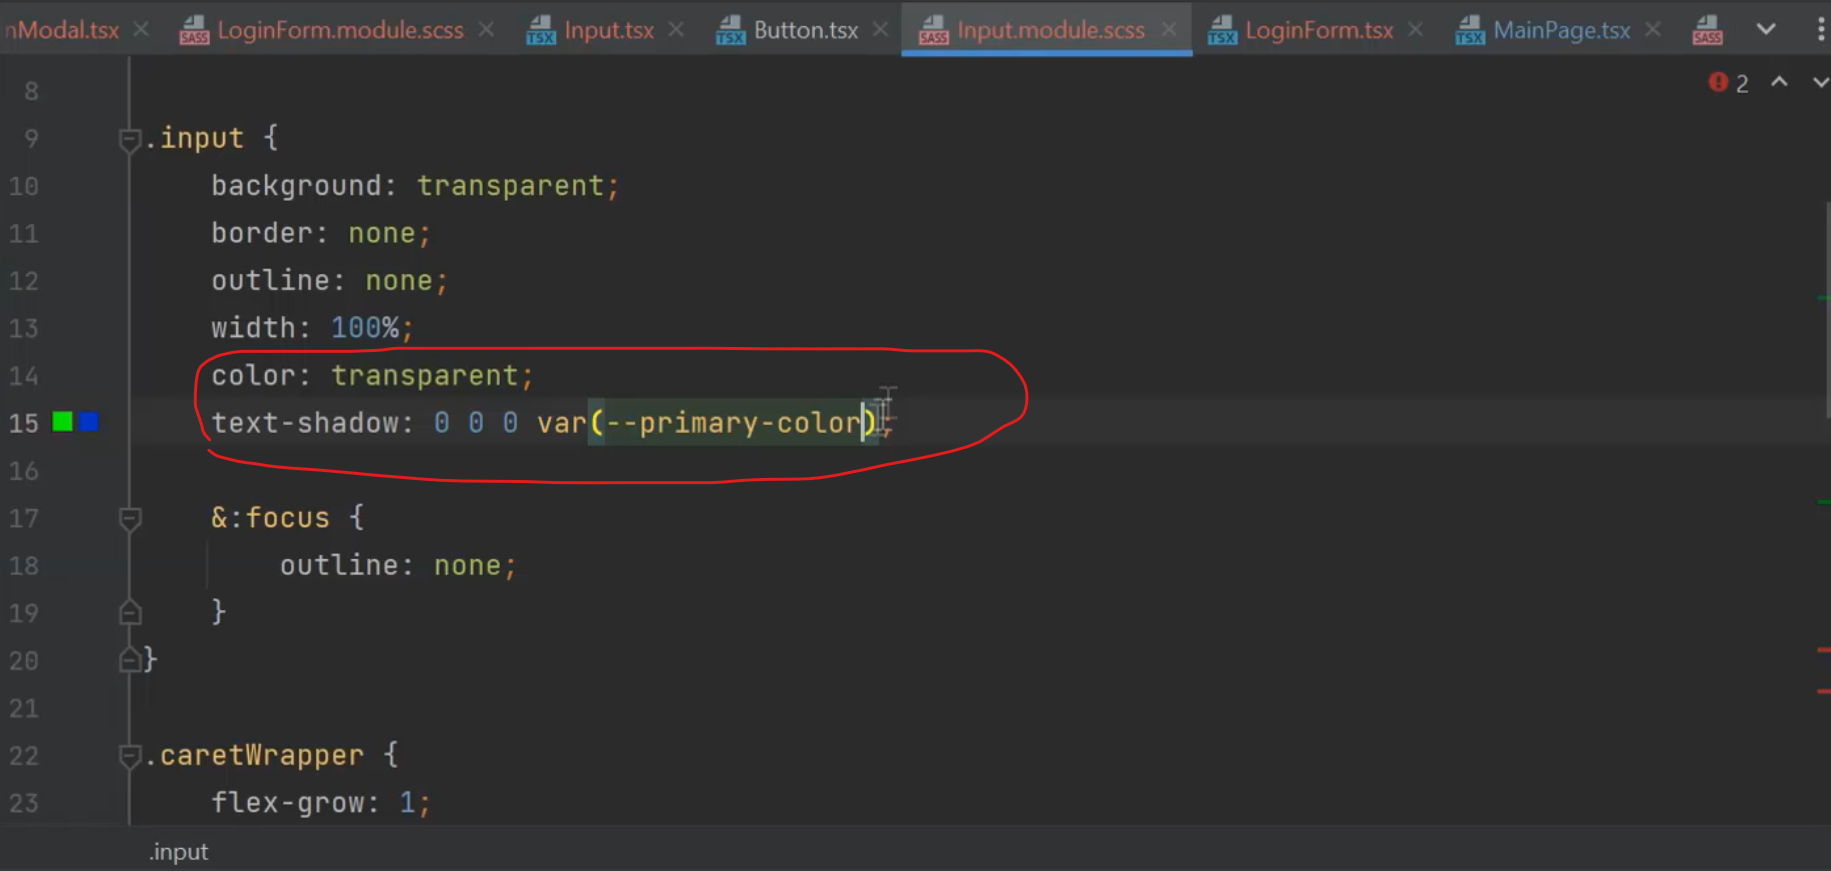 nModal.tsx LoginForm.module.scss Input.tsx Button.tsx Input.module.scss LoginForm.tsx MainPage.tsx
SASS TSX TSX SASS TSX TSX SASS
2
8
9 .input {
10 background: transparent;
11 border: none;
12 outline: none;
13 width: 100%;
14 color: transparent;
15 text-shadow: 0 0 0 var(--primary-color);
16
17 &:focus {
18 outline: none;
19 }
20 }
21
22 .caretWrapper {
23 flex-grow: 1;
.input